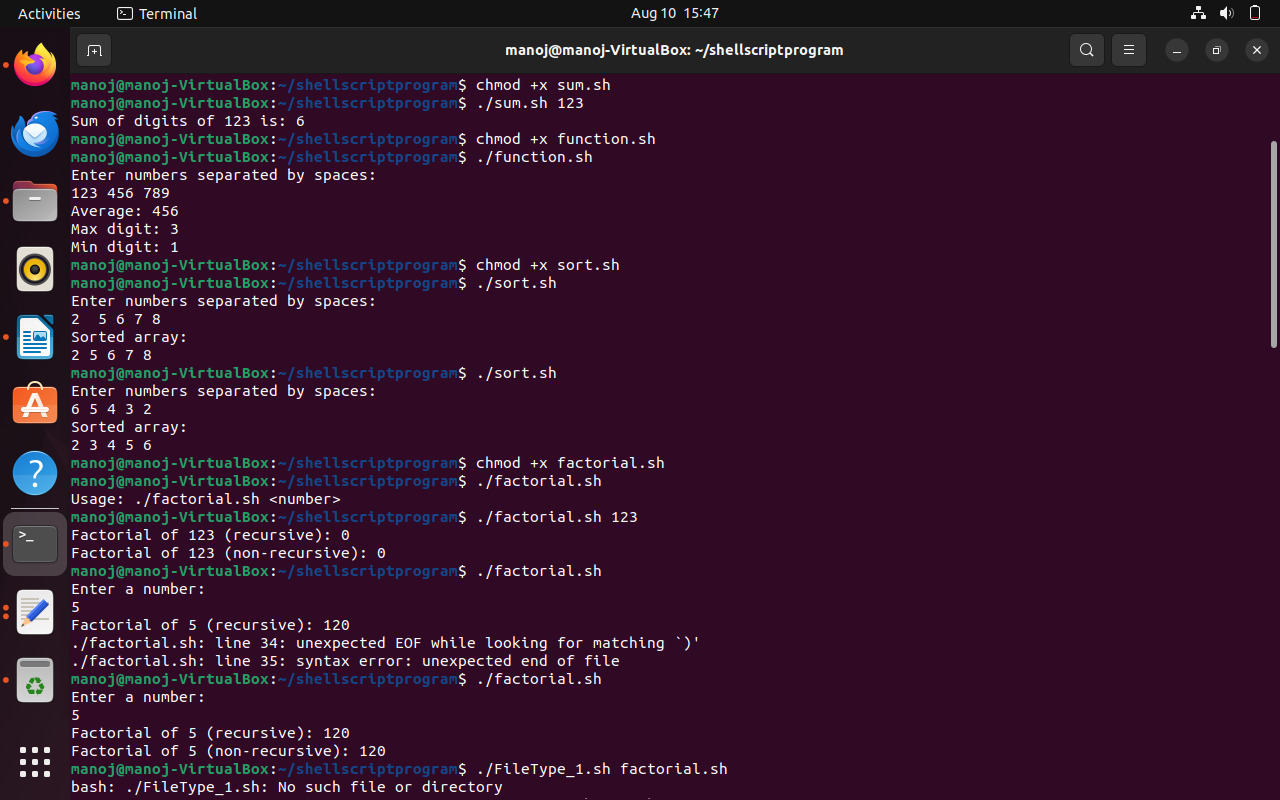 Activities
Terminal
Aug 10 15:47
manoj@manoj-VirtualBox: ~/shellscriptprogram
manoj@manoj-VirtualBox:~/shellscriptprogram$ chmod +x sum.sh
manoj@manoj-VirtualBox:~/shellscriptprogram$ ./sum.sh 123
Sum of digits of 123 is: 6
manoj@manoj-VirtualBox:~/shellscriptprogram$ chmod +x function.sh
manoj@manoj-VirtualBox:~/shellscriptprogram$ ./function.sh
Enter numbers separated by spaces:
123 456 789
Average: 456
Max digit: 3
Min digit: 1
manoj@manoj-VirtualBox:~/shellscriptprogram$ chmod +x sort.sh
manoj@manoj-VirtualBox:~/shellscriptprogram$ ./sort.sh
Enter numbers separated by spaces:
2  5 6 7 8
Sorted array:
2 5 6 7 8
manoj@manoj-VirtualBox:~/shellscriptprogram$ ./sort.sh
Enter numbers separated by spaces:
6 5 4 3 2
Sorted array:
2 3 4 5 6
manoj@manoj-VirtualBox:~/shellscriptprogram$ chmod +x factorial.sh
manoj@manoj-VirtualBox:~/shellscriptprogram$ ./factorial.sh
Usage: ./factorial.sh <number>
manoj@manoj-VirtualBox:~/shellscriptprogram$ ./factorial.sh 123
Factorial of 123 (recursive): 0
Factorial of 123 (non-recursive): 0
manoj@manoj-VirtualBox:~/shellscriptprogram$ ./factorial.sh
Enter a number:
5
Factorial of 5 (recursive): 120
./factorial.sh: line 34: unexpected EOF while looking for matching `)'
./factorial.sh: line 35: syntax error: unexpected end of file
manoj@manoj-VirtualBox:~/shellscriptprogram$ ./factorial.sh
Enter a number:
5
Factorial of 5 (recursive): 120
Factorial of 5 (non-recursive): 120
manoj@manoj-VirtualBox:~/shellscriptprogram$ ./FileType_1.sh factorial.sh
bash: ./FileType_1.sh: No such file or directory